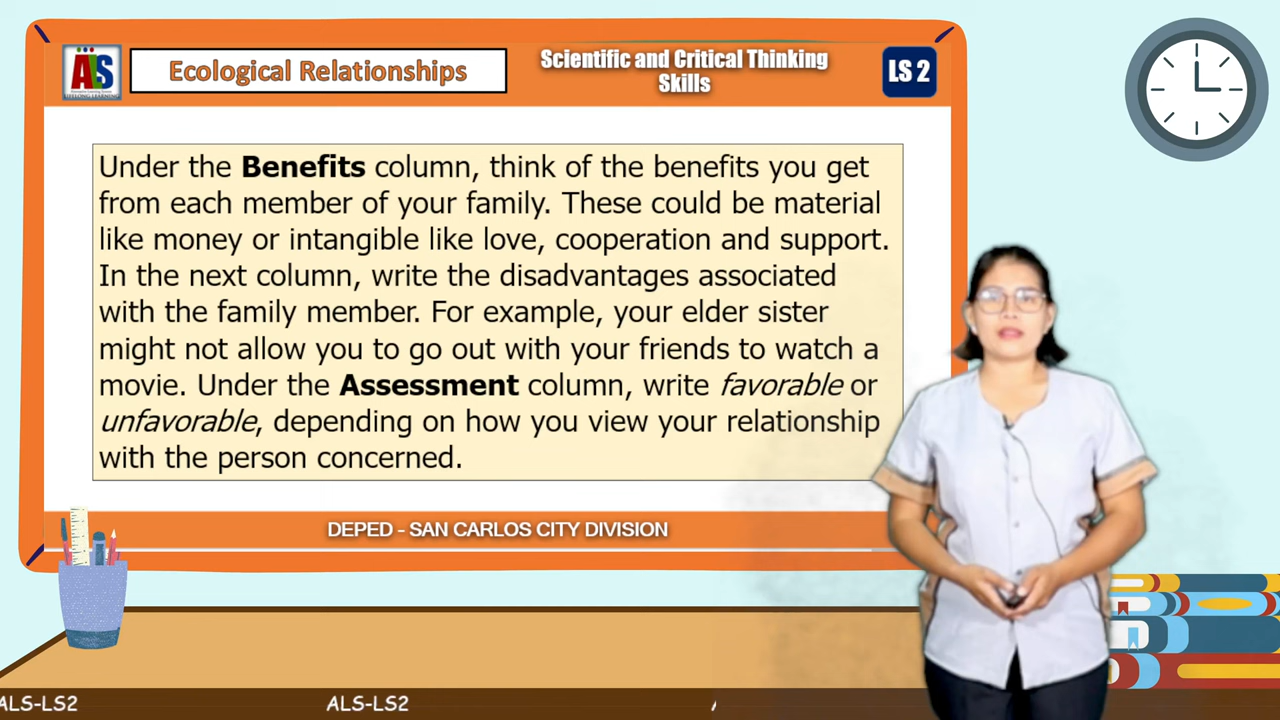 ALS
Ecological Relationships
Scientific and Critical Thinking
Skills
LS 2
Under the Benefits column, think of the benefits you get
from each member of your family. These could be material
like money or intangible like love, cooperation and support.
In the next column, write the disadvantages associated
with the family member. For example, your elder sister
might not allow you to go out with your friends to watch a
movie. Under the Assessment column, write favorable or
unfavorable, depending on how you view your relationship
with the person concerned.
DEPED - SAN CARLOS CITY DIVISION
ALS-LS2
ALS-LS2